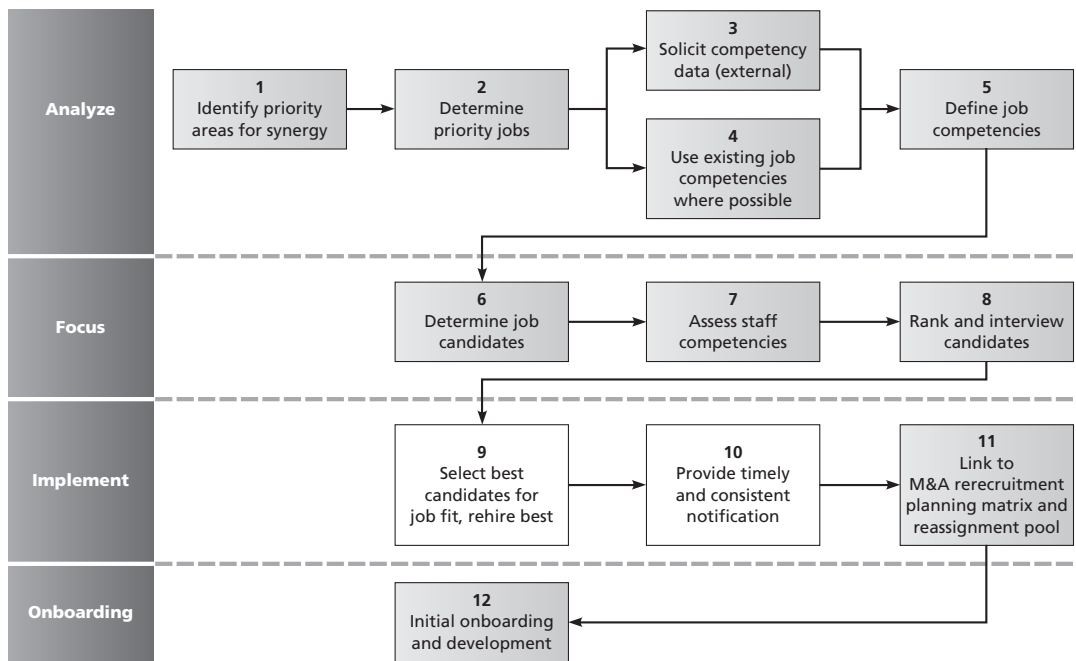 Analyze
1
Identify priority
areas for synergy
2
Determine
priority jobs
3
Solicit competency
data (external)
4
Use existing job
competencies
where possible
5
Define job
competencies
Focus
6
Determine job
candidates
7
Assess staff
competencies
8
Rank and interview
candidates
Implement
9
Select best
candidates for
job fit, rehire best
10
Provide timely
and consistent
notification
11
Link to
M&A rerecruitment
planning matrix and
reassignment pool
Onboarding
12
Initial onboarding
and development